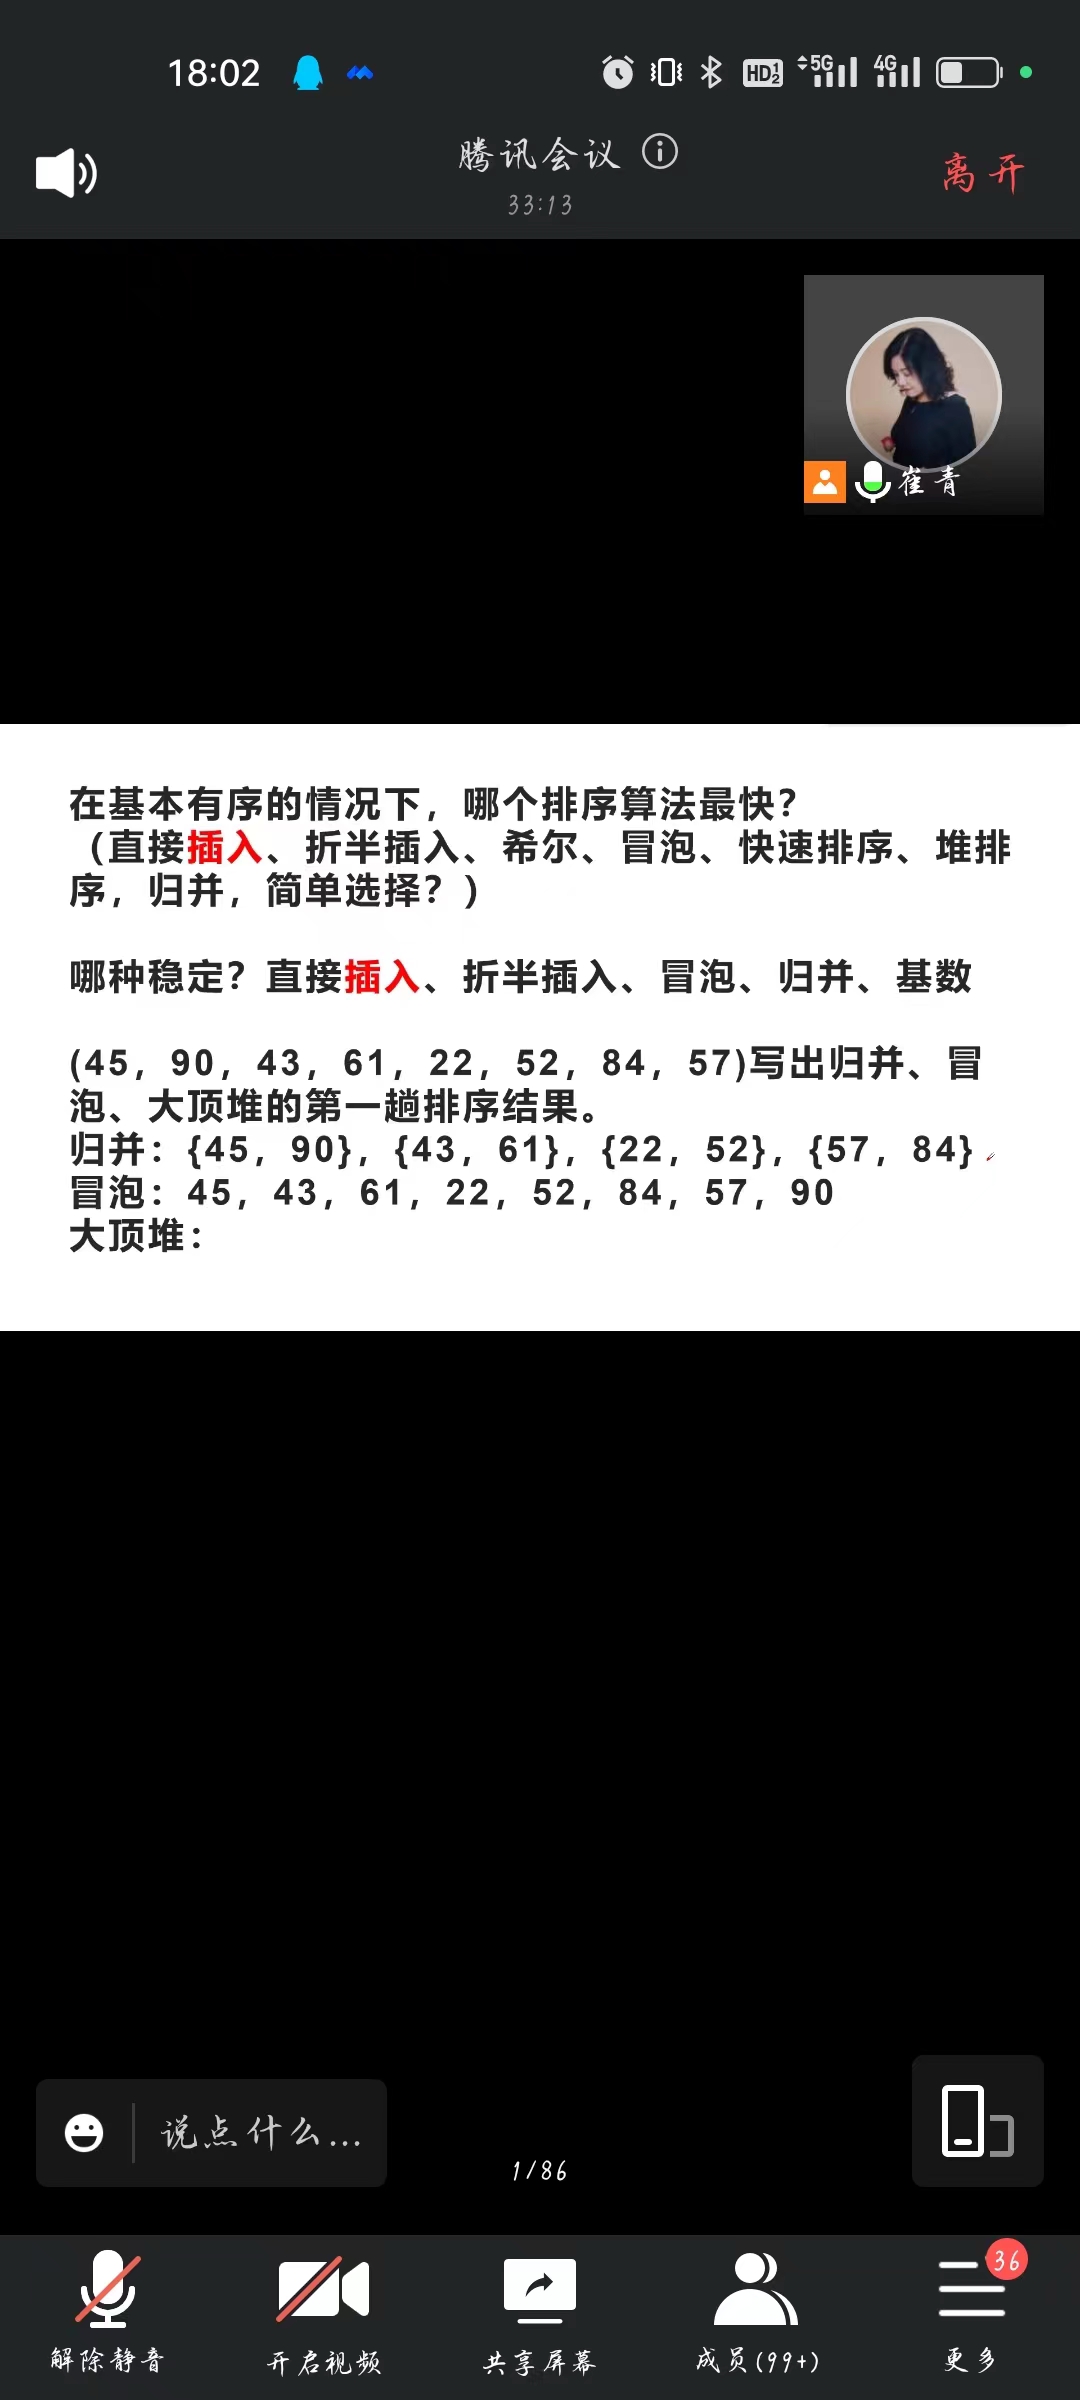 18:02
HD 1 2 5G 4G
腾讯会议
33:13
离开
崔青
在基本有序的情况下，哪个排序算法最快？
（直接插入、折半插入、希尔、冒泡、快速排序、堆排
序，归并，简单选择？）
哪种稳定？直接插入、折半插入、冒泡、归并、基数
(45，90，43，61，22，52，84，57)写出归并、冒
泡、大顶堆的第一趟排序结果。
归并：{45，90}，{43，61}，{22，52}，{57，84}
冒泡：45，43，61，22，52，84，57，90
大顶堆：
说点什么...
1/86
36
解除静音 开启视频 共享屏幕 成员(99+) 更多